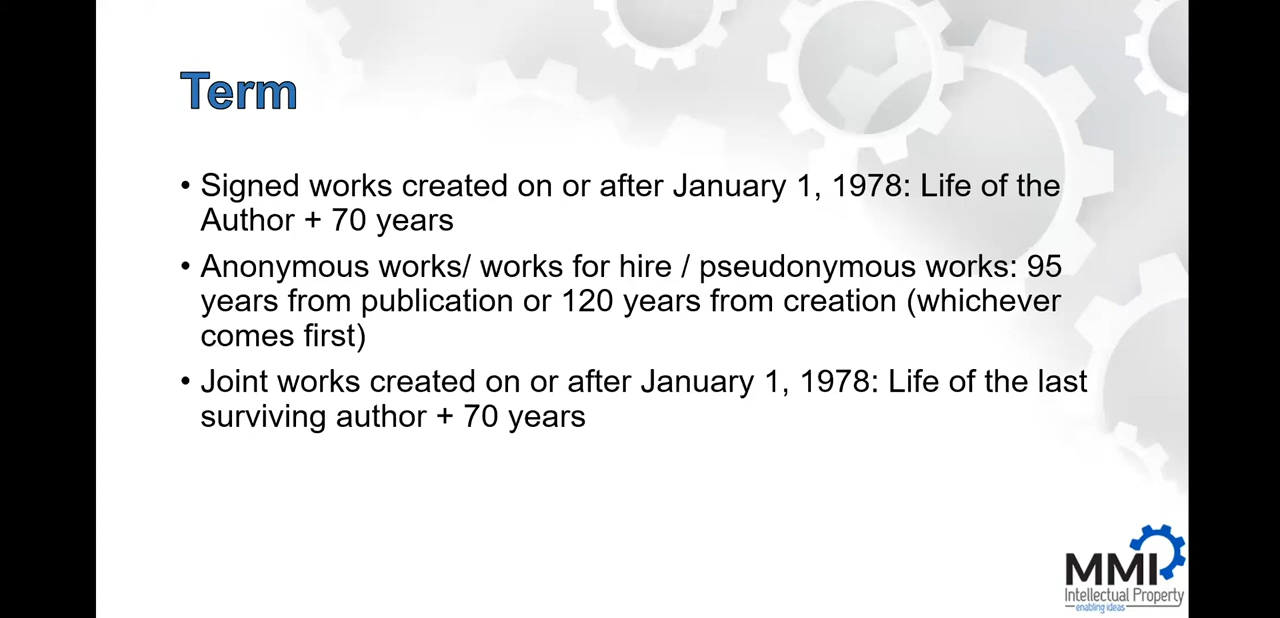 Term
• Signed works created on or after January 1, 1978: Life of the
Author + 70 years
• Anonymous works/ works for hire / pseudonymous works: 95
years from publication or 120 years from creation (whichever
comes first)
• Joint works created on or after January 1, 1978: Life of the last
surviving author + 70 years
MMI
Intellectual Property
enabling ideas